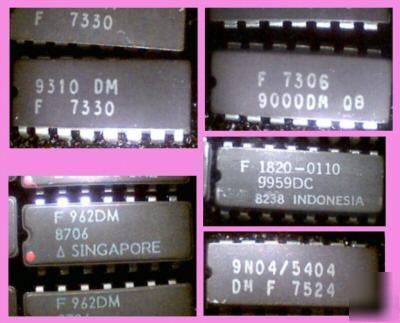 F 7330
9310 DM
F 7330
F 7306
9000DM Q8
F 1820-0110
9959DC
8238 INDONESIA
F 962DM
8706
Δ SINGAPORE
F 962DM
9N04/5404
DM F 7524